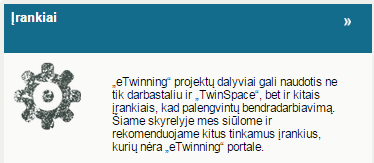 Įrankiai »
„eTwinning“ projektų dalyviai gali naudotis ne
tik darbastaliu ir „TwinSpace“, bet ir kitais
įrankiais, kad palengvintų bendradarbiavimą.
Šiame skyrelyje mes siūlome ir
rekomenduojame kitus tinkamus įrankius,
kurių nėra „eTwinning“ portale.